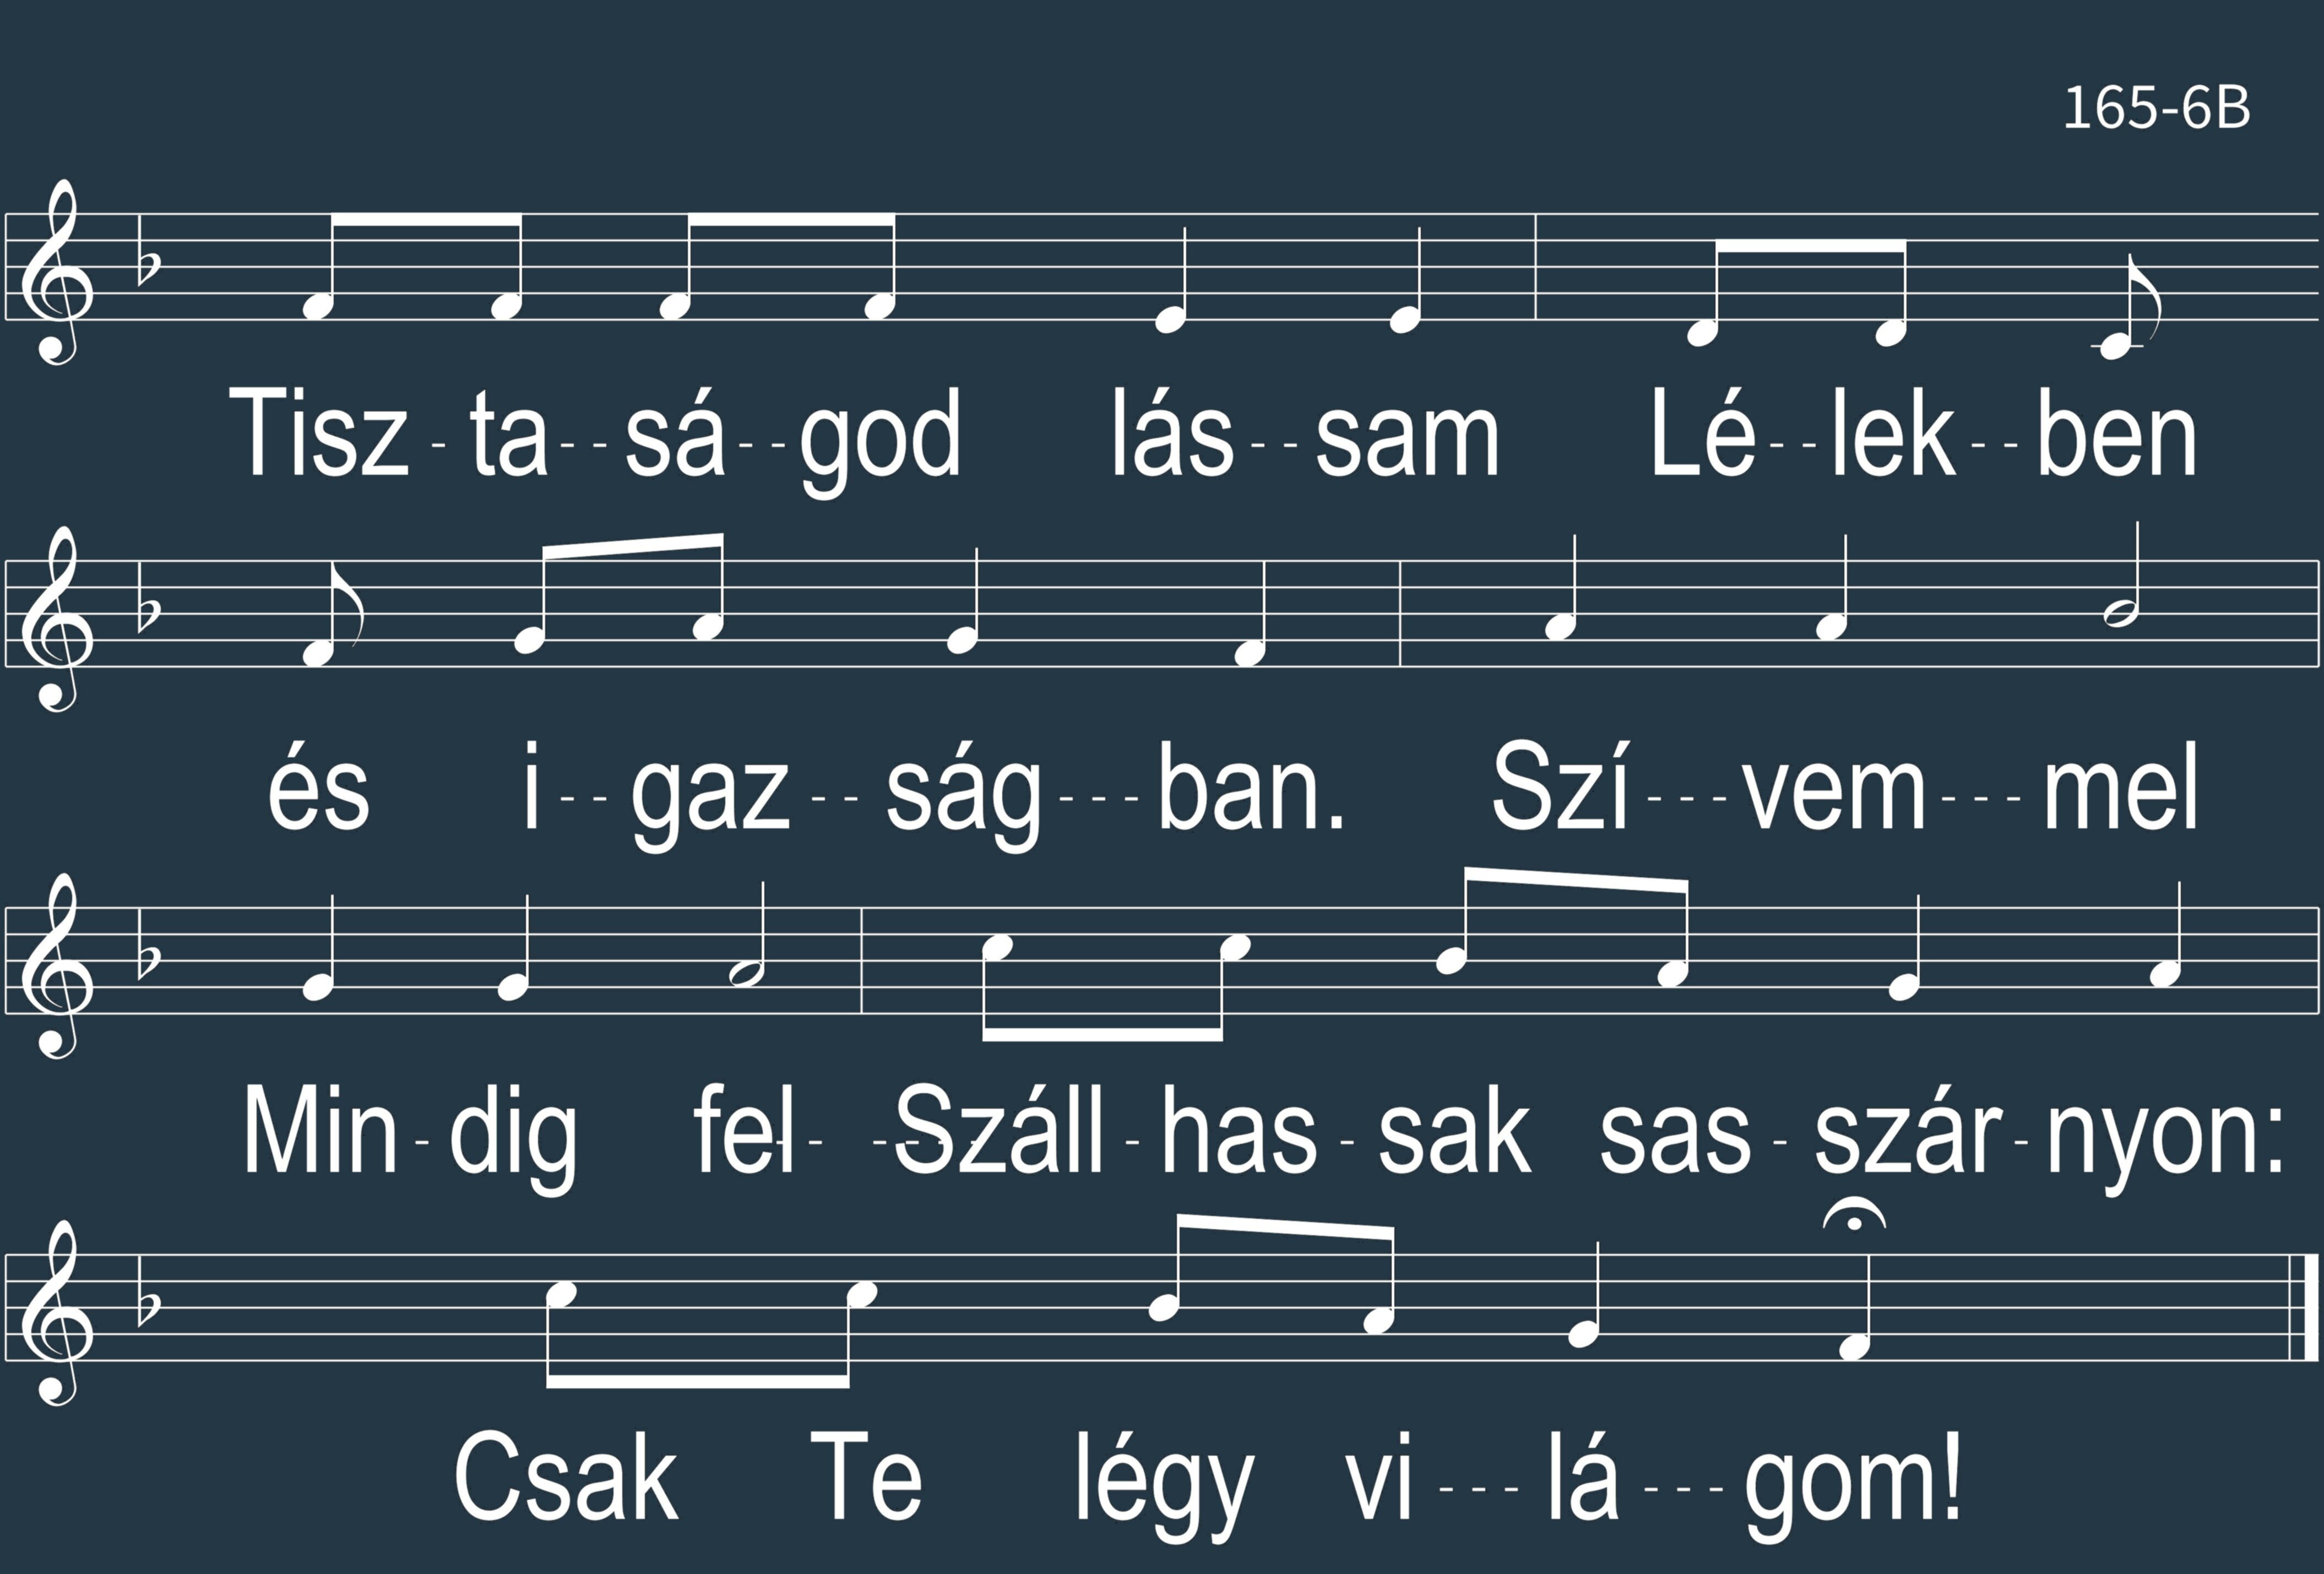 165-6B
Tisz-ta--sá--god lás--sam Lé--lek--ben
és i--gaz--ság---ban. Szí---vem---mel
Min-dig fel-- ---Száll-has-sak sas-szár-nyon:
Csak Te légy vi---lá---gom!